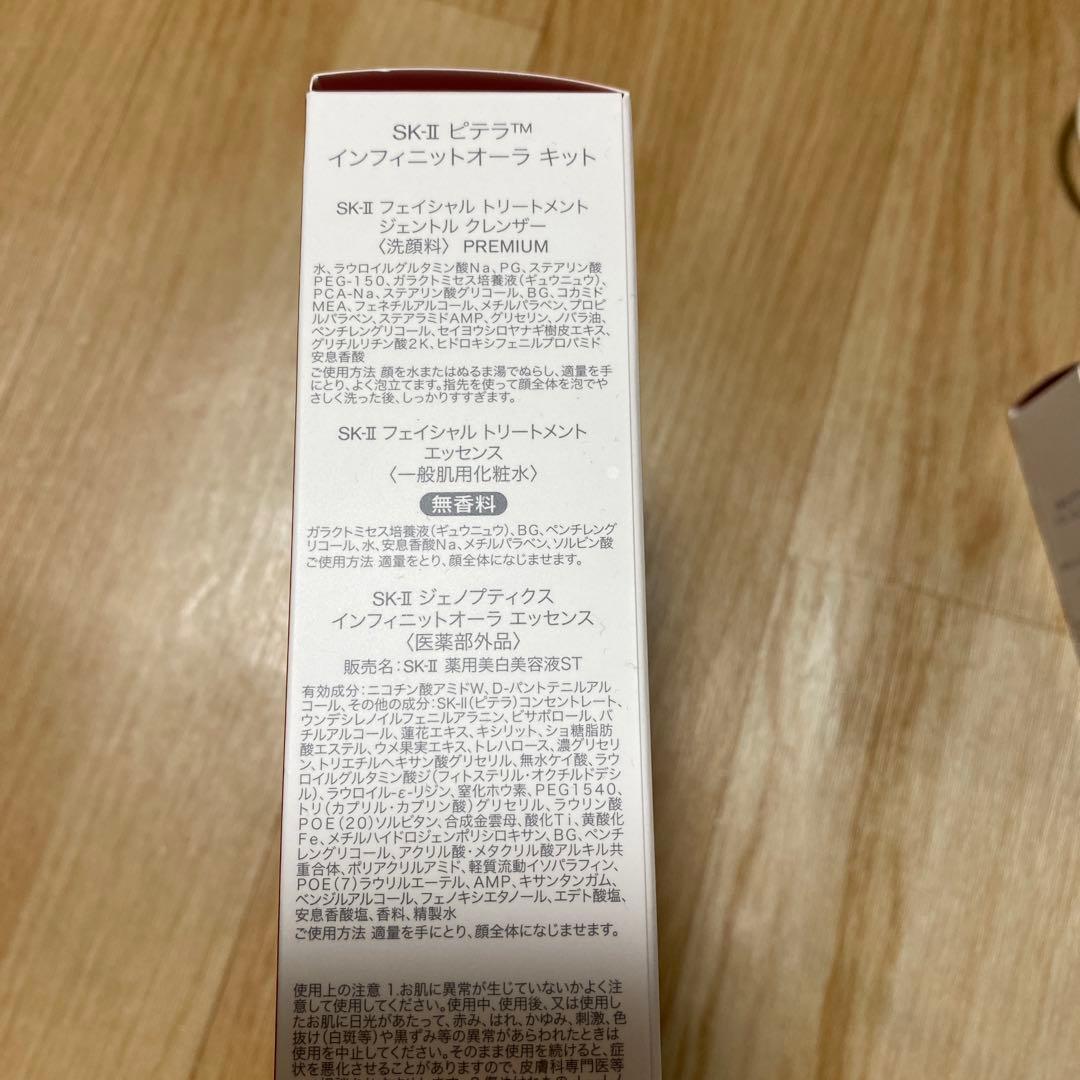 SK-II ピテラ™
インフィニットオーラ キット
SK-II フェイシャル トリートメント
ジェントル クレンザー
〈洗顔料〉 PREMIUM
水、ラウロイルグルタミン酸Na、PG、ステアリン酸
PEG-150、ガラクトミセス培養液(ギュウニュウ)、
PCA-Na、ステアリン酸グリコール、BG、コカミド
MEA、フェネチルアルコール、メチルパラベン、プロピ
ルパラベン、ステアラミドAMP、グリセリン、ノバラ油、
ペンチレングリコール、セイヨウシロヤナギ樹皮エキス、
グリチルリチン酸2K、ヒドロキシフェニルプロパミド
安息香酸
ご使用方法 顔を水またはぬるま湯でぬらし、適量を手
にとり、よく泡立てます。指先を使って顔全体を泡でや
さしく洗った後、しっかりすすぎます。
SK-II フェイシャル トリートメント
エッセンス
〈一般肌用化粧水〉
無香料
ガラクトミセス培養液(ギュウニュウ)、BG、ペンチレング
リコール、水、安息香酸Na、メチルパラベン、ソルビン酸
ご使用方法 適量をとり、顔全体になじませます。
SK-II ジェノプティクス
インフィニットオーラ エッセンス
〈医薬部外品〉
販売名:SK-II 薬用美白美容液ST
有効成分:ニコチン酸アミドW、D-パントテニルアル
コール、その他の成分:SK-II(ピテラ)コンセントレート、
ウンデシレノイルフェニルアラニン、ビサボロール、バ
チルアルコール、蓮花エキス、キシリット、ショ糖脂肪
酸エステル、ウメ果実エキス、トレハロース、濃グリセリ
ン、トリエチルヘキサン酸グリセリル、無水ケイ酸、ラウ
ロイルグルタミン酸ジ(フィトステリル・オクチルドデシ
ル)、ラウロイル-ε-リジン、窒化ホウ素、PEG1540、
トリ(カプリル・カプリン酸)グリセリル、ラウリン酸
POE(20)ソルビタン、合成金雲母、酸化Ti、黄酸化
Fe、メチルハイドロジェンポリシロキサン、BG、ペンチ
レングリコール、アクリル酸・メタクリル酸アルキル共
重合体、ポリアクリルアミド、軽質流動イソパラフィン、
POE(7)ラウリルエーテル、AMP、キサンタンガム、
ベンジルアルコール、フェノキシエタノール、エデト酸塩、
安息香酸塩、香料、精製水
ご使用方法 適量を手にとり、顔全体になじませます。
使用上の注意 1.お肌に異常が生じていないかよく注
意して使用してください。使用中、使用後、又は使用し
たお肌に日光があたって、赤み、はれ、かゆみ、刺激、色
抜け(白斑等)や黒ずみ等の異常があらわれたときは
使用を中止してください。そのまま使用を続けると、症
状を悪化させることがありますので、皮膚科専門医等